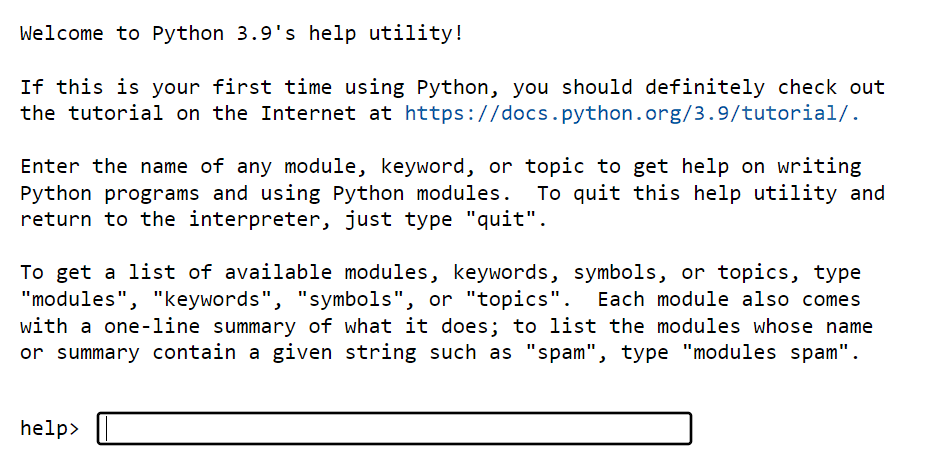 Welcome to Python 3.9's help utility!
If this is your first time using Python, you should definitely check out
the tutorial on the Internet at https://docs.python.org/3.9/tutorial/.
Enter the name of any module, keyword, or topic to get help on writing
Python programs and using Python modules.  To quit this help utility and
return to the interpreter, just type "quit".
To get a list of available modules, keywords, symbols, or topics, type
"modules", "keywords", "symbols", or "topics".  Each module also comes
with a one-line summary of what it does; to list the modules whose name
or summary contain a given string such as "spam", type "modules spam".
help>